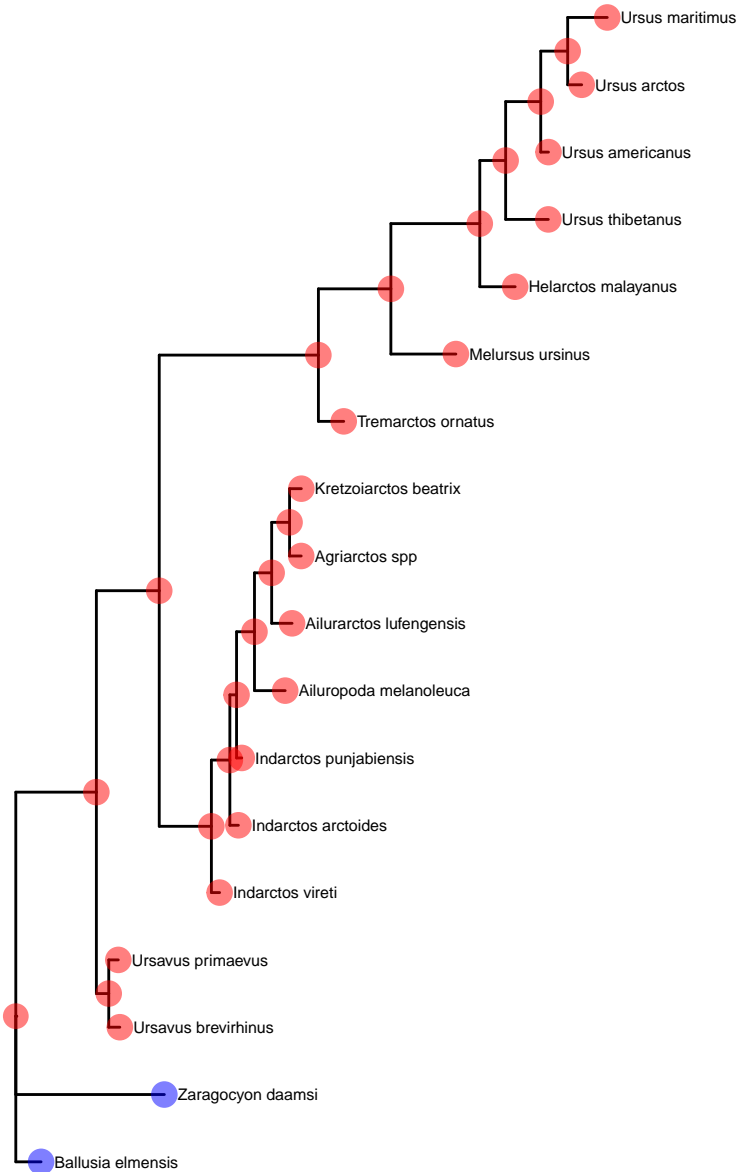 Ursus maritimus
Ursus arctos
Ursus americanus
Ursus thibetanus
Helarctos malayanus
Melursus ursinus
Tremarctos ornatus
Kretzoiarctos beatrix
Agriarctos spp
Ailurarctos lufengensis
Ailuropoda melanoleuca
Indarctos punjabiensis
Indarctos arctoides
Indarctos vireti
Ursavus primaevus
Ursavus brevirhinus
Zaragocyon daamsi
Ballusia elmensis